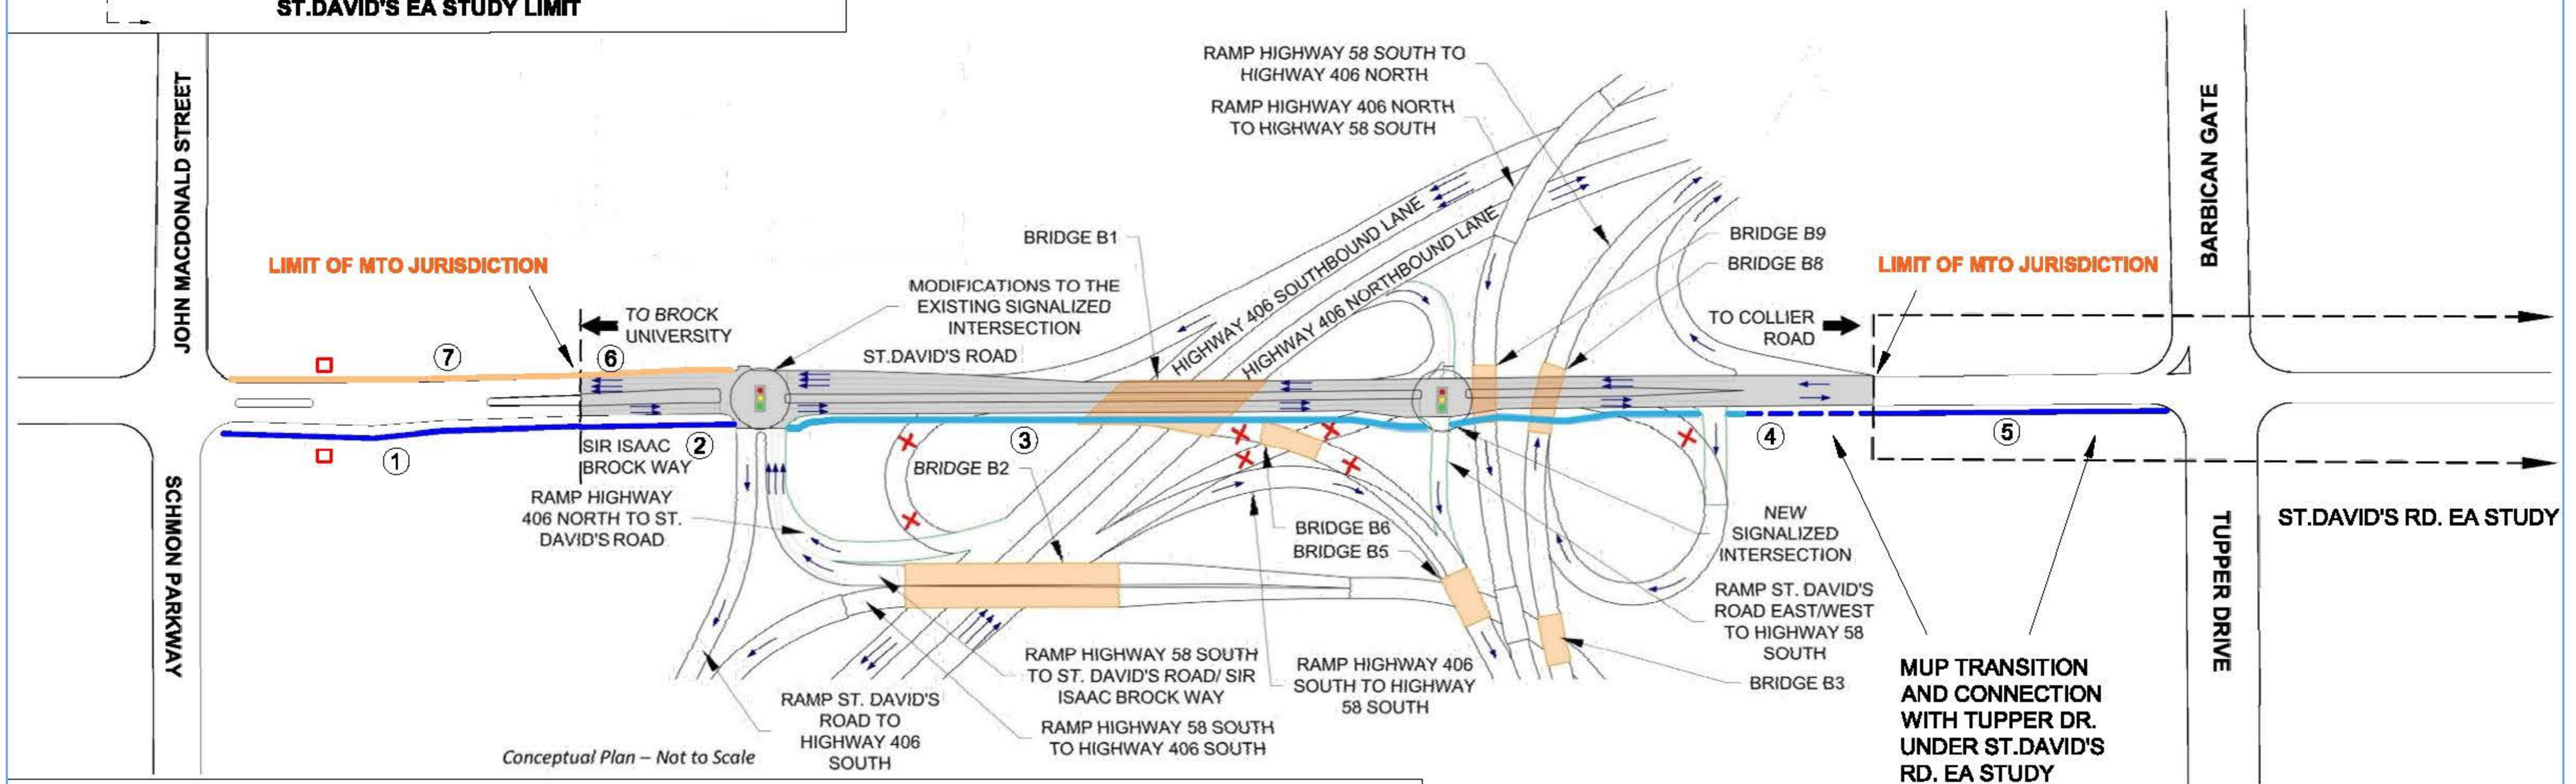 ST.DAVID'S EA STUDY LIMIT
JOHN MACDONALD STREET
SCHMON PARKWAY
LIMIT OF MTO JURISDICTION
TO BROCK
UNIVERSITY
7
6
1
2
SIR ISAAC
BROCK WAY
RAMP HIGHWAY
406 NORTH TO ST.
DAVID'S ROAD
MODIFICATIONS TO THE
EXISTING SIGNALIZED
INTERSECTION
ST.DAVID'S ROAD
BRIDGE B1
RAMP HIGHWAY 58 SOUTH TO
HIGHWAY 406 NORTH
RAMP HIGHWAY 406 NORTH
TO HIGHWAY 58 SOUTH
HIGHWAY 406 SOUTHBOUND LANE
HIGHWAY 406 NORTHBOUND LANE
BRIDGE B9
BRIDGE B8
3
BRIDGE B2
BRIDGE B6
BRIDGE B5
RAMP ST. DAVID'S
ROAD TO
HIGHWAY 406
SOUTH
RAMP HIGHWAY 58 SOUTH
TO ST. DAVID'S ROAD/ SIR
ISAAC BROCK WAY
RAMP HIGHWAY 58 SOUTH
TO HIGHWAY 406 SOUTH
RAMP HIGHWAY 406
SOUTH TO HIGHWAY
58 SOUTH
NEW
SIGNALIZED
INTERSECTION
RAMP ST. DAVID'S
ROAD EAST/WEST
TO HIGHWAY 58
SOUTH
BRIDGE B3
LIMIT OF MTO JURISDICTION
TO COLLIER
ROAD
4
5
BARBICAN GATE
TUPPER DRIVE
ST.DAVID'S RD. EA STUDY
MUP TRANSITION
AND CONNECTION
WITH TUPPER DR.
UNDER ST.DAVID'S
RD. EA STUDY
Conceptual Plan – Not to Scale